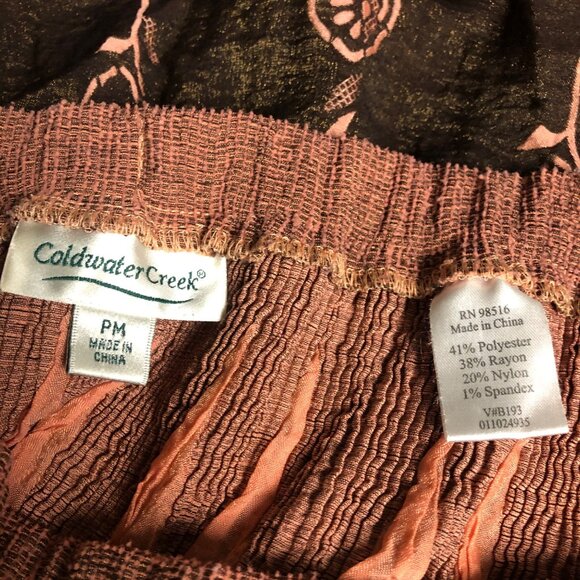 Coldwater Creek®
PM
MADE IN
CHINA
RN 98516
Made in China
41% Polyester
38% Rayon
20% Nylon
1% Spandex
V#B193
011024935